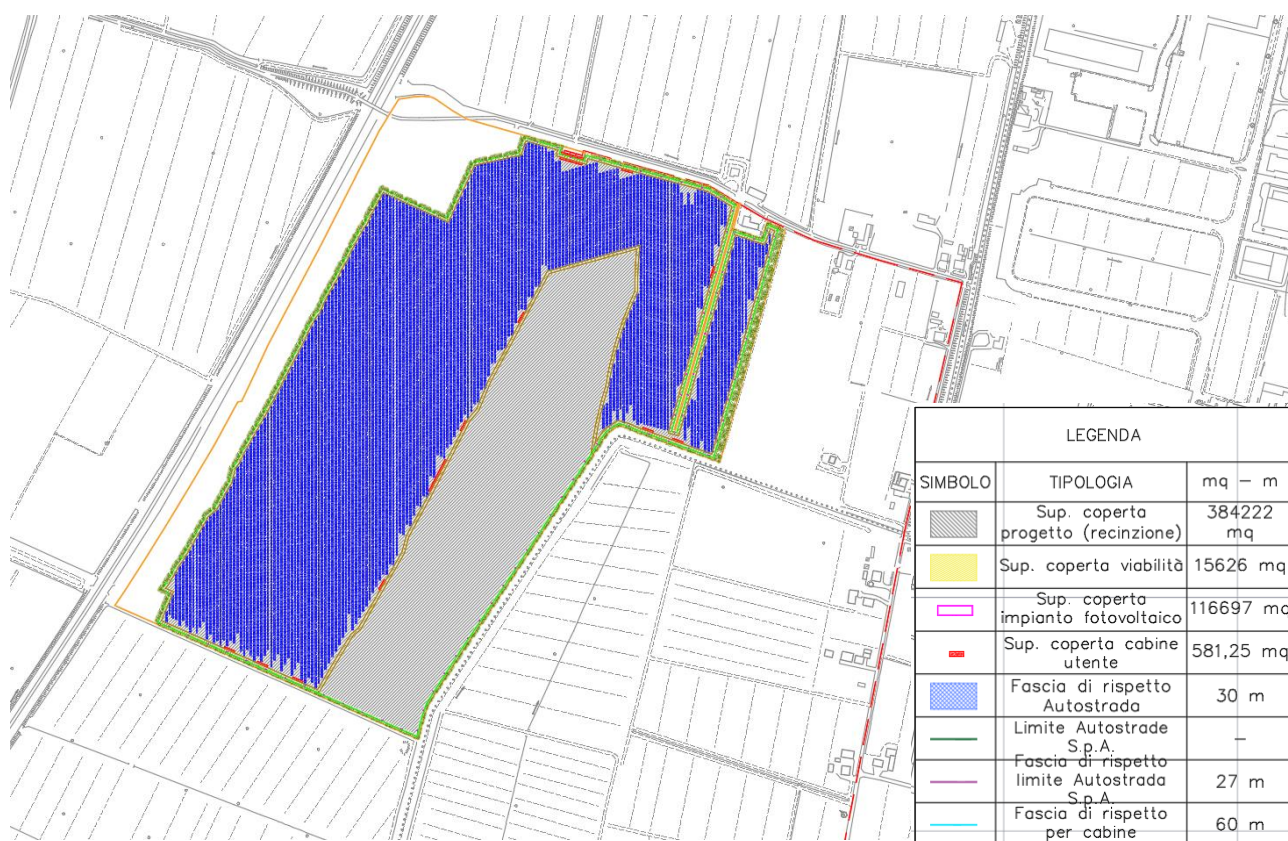 LEGENDA
SIMBOLO TIPOLOGIA mq – m
Sup. coperta
progetto (recinzione)
384222
mq
Sup. coperta viabilità 15626 mq
Sup. coperta
impianto fotovoltaico
116697 mq
Sup. coperta cabine
utente
581,25 mq
Fascia di rispetto
Autostrada
30 m
Limite Autostrade
S.p.A.
–
Fascia di rispetto
limite Autostrada
S.p.A.
27 m
Fascia di rispetto
per cabine
60 m